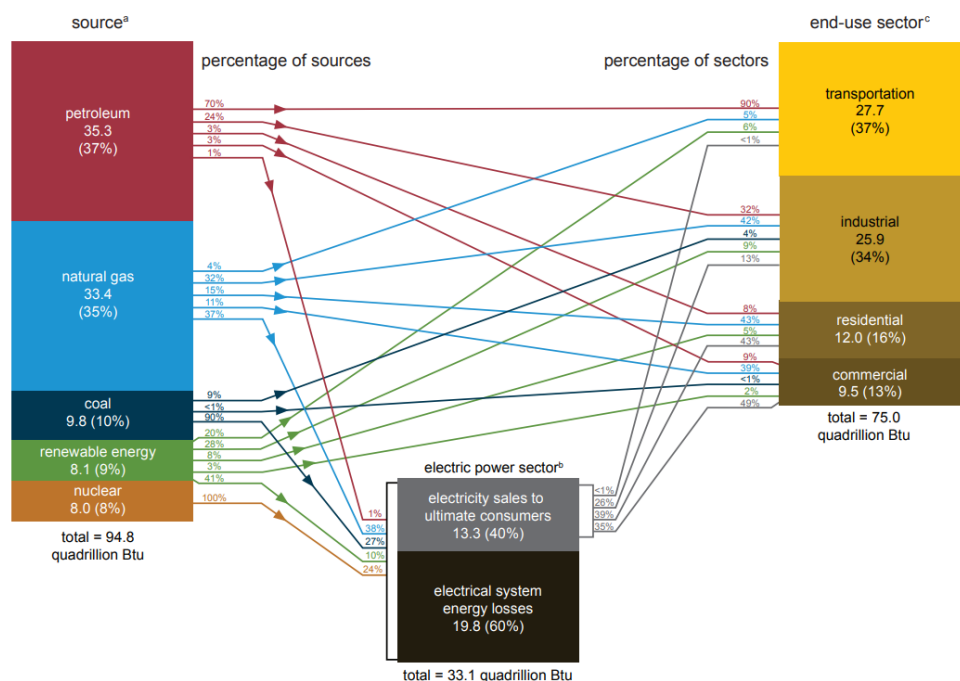 sourceᵃ
end-use sectorᶜ
percentage of sources
percentage of sectors
petroleum
35.3
(37%)
70%
24%
3%
3%
1%
natural gas
33.4
(35%)
4%
32%
15%
11%
37%
coal
9.8 (10%)
9%
<1%
90%
renewable energy
8.1 (9%)
20%
28%
8%
3%
41%
nuclear
8.0 (8%)
100%
total = 94.8
quadrillion Btu
electric power sectorᵇ
1%
38%
27%
10%
24%
electricity sales to
ultimate consumers
13.3 (40%)
electrical system
energy losses
19.8 (60%)
<1%
26%
39%
35%
total = 33.1 quadrillion Btu
90%
5%
6%
<1%
transportation
27.7
(37%)
32%
42%
4%
9%
13%
industrial
25.9
(34%)
8%
43%
5%
43%
residential
12.0 (16%)
9%
39%
<1%
2%
49%
commercial
9.5 (13%)
total = 75.0
quadrillion Btu